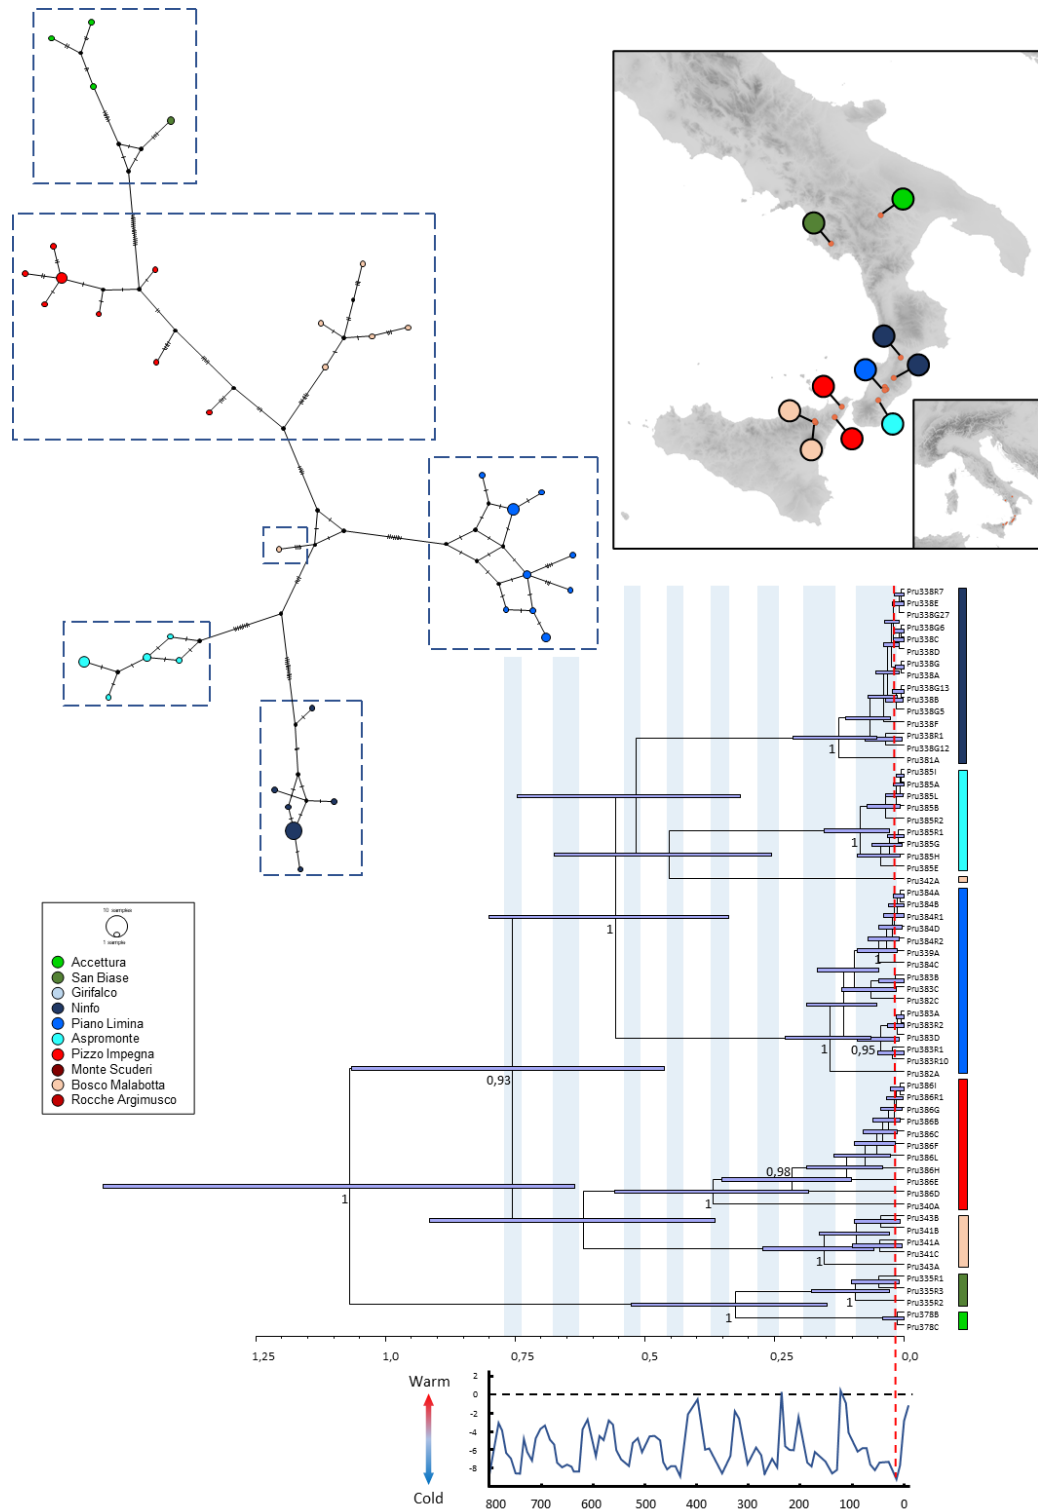 Pru338R7
Pru338E
Pru338G27
Pru338G6
Pru338C
Pru338D
Pru338G
Pru338A
Pru338G13
Pru338B
Pru338G5
Pru338F
Pru338R1
Pru338G12
Pru381A
1
Pru385I
Pru385A
Pru385L
Pru385B
Pru385R2
Pru385R1
Pru385G
Pru385H
Pru385E
1
Pru342A
Pru384A
Pru384B
Pru384R1
Pru384D
Pru384R2
Pru339A
Pru384C
1
1
Pru383B
Pru383C
Pru382C
Pru383A
Pru383R2
Pru383D
Pru383R1
Pru383R10
Pru382A
1
0,95
0,93
Pru386I
Pru386R1
Pru386G
Pru386B
Pru386C
Pru386F
Pru386L
Pru386H
Pru386E
Pru386D
Pru340A
0,98
1
1
Pru343B
Pru341B
Pru341A
Pru341C
Pru343A
1
Pru335R1
Pru335R3
Pru335R2
1
Pru378B
Pru378C
1
10 samples
1 sample
Accettura
San Biase
Girifalco
Ninfo
Piano Limina
Aspromonte
Pizzo Impegna
Monte Scuderi
Bosco Malabotta
Rocche Argimusco
1,25 1,0 0,75 0,5 0,25 0,0
Warm
Cold
2
0
-2
-4
-6
-8
800 700 600 500 400 300 200 100 0